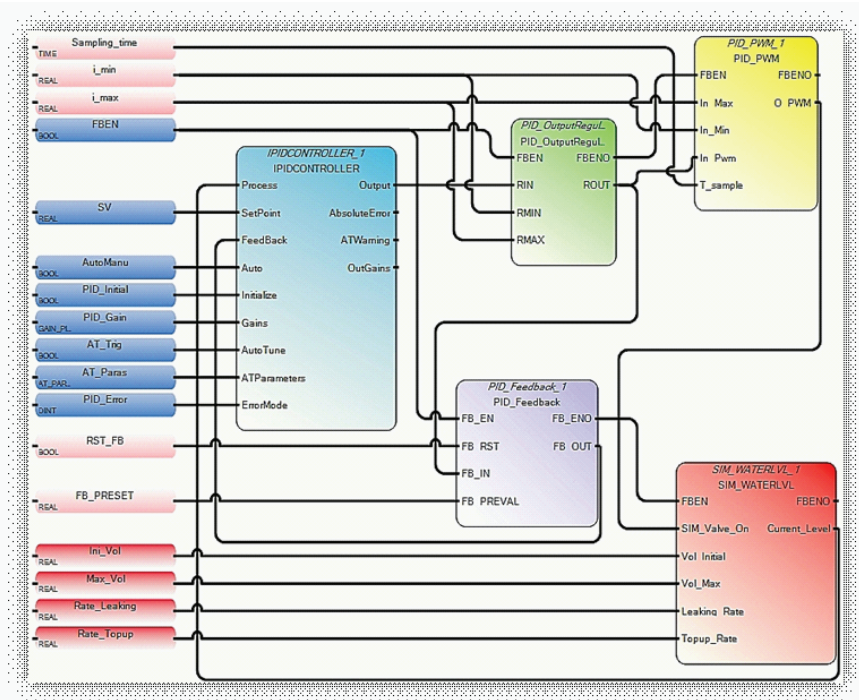 Sampling_time
TIME
i_min
REAL
i_max
REAL
FBEN
BOOL
SV
REAL
AutoManu
BOOL
PID_Initial
BOOL
PID_Gain
GAIN_PL..
AT_Trig
BOOL
AT_Paras
AT_PAR..
PID_Error
DINT
RST_FB
BOOL
FB_PRESET
REAL
Ini_Vol
REAL
Max_Vol
REAL
Rate_Leaking
REAL
Rate_Topup
REAL
IPIDCONTROLLER_1
IPIDCONTROLLER
Process Output
SetPoint AbsoluteError
FeedBack ATWarning
Auto OutGains
Initialize
Gains
AutoTune
ATParameters
ErrorMode
PID_OutputRegul..
PID_OutputRegul..
FBEN FBENO
RIN ROUT
RMIN
RMAX
PID_PWM_1
PID_PWM
FBEN FBENO
In_Max O_PWM
In_Min
In_Pwm
T_sample
PID_Feedback_1
PID_Feedback
FB_EN FB_ENO
FB_RST FB_OUT
FB_IN
FB_PREVAL
SIM_WATERLVL_1
SIM_WATERLVL
FBEN FBENO
SIM_Valve_On Current_Level
Vol_Initial
Vol_Max
Leaking_Rate
Topup_Rate